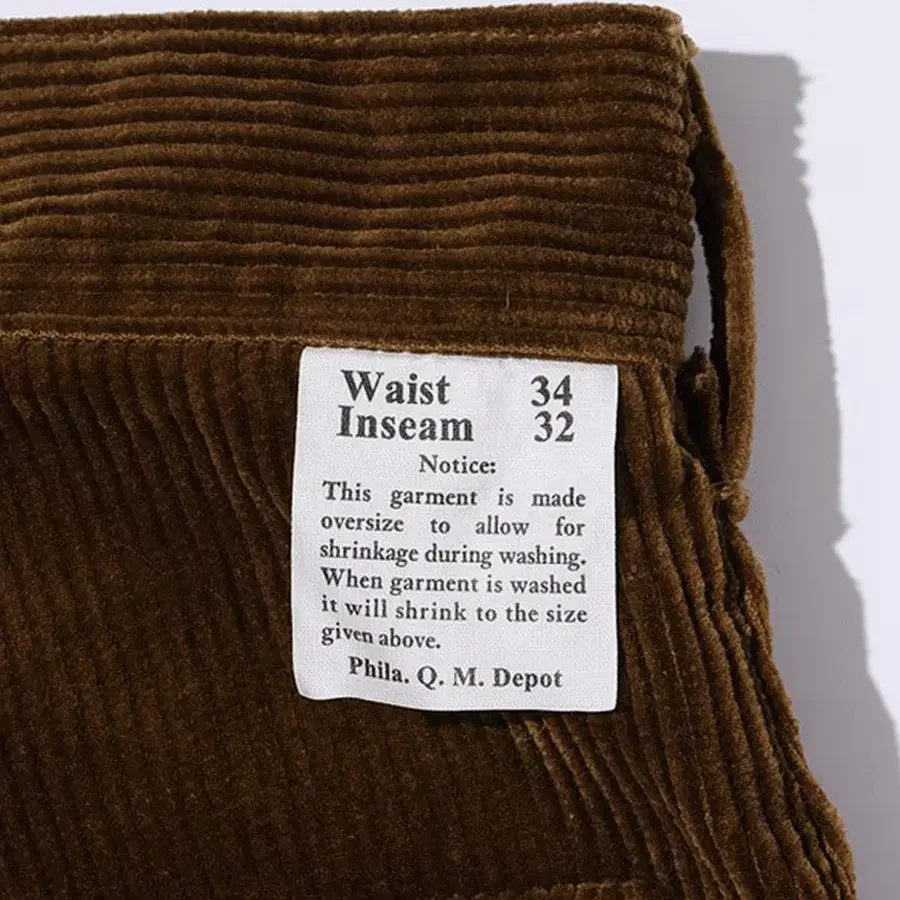 Waist 34
Inseam 32
Notice:
This garment is made
oversize to allow for
shrinkage during washing.
When garment is washed
it will shrink to the size
given above.
Phila. Q. M. Depot